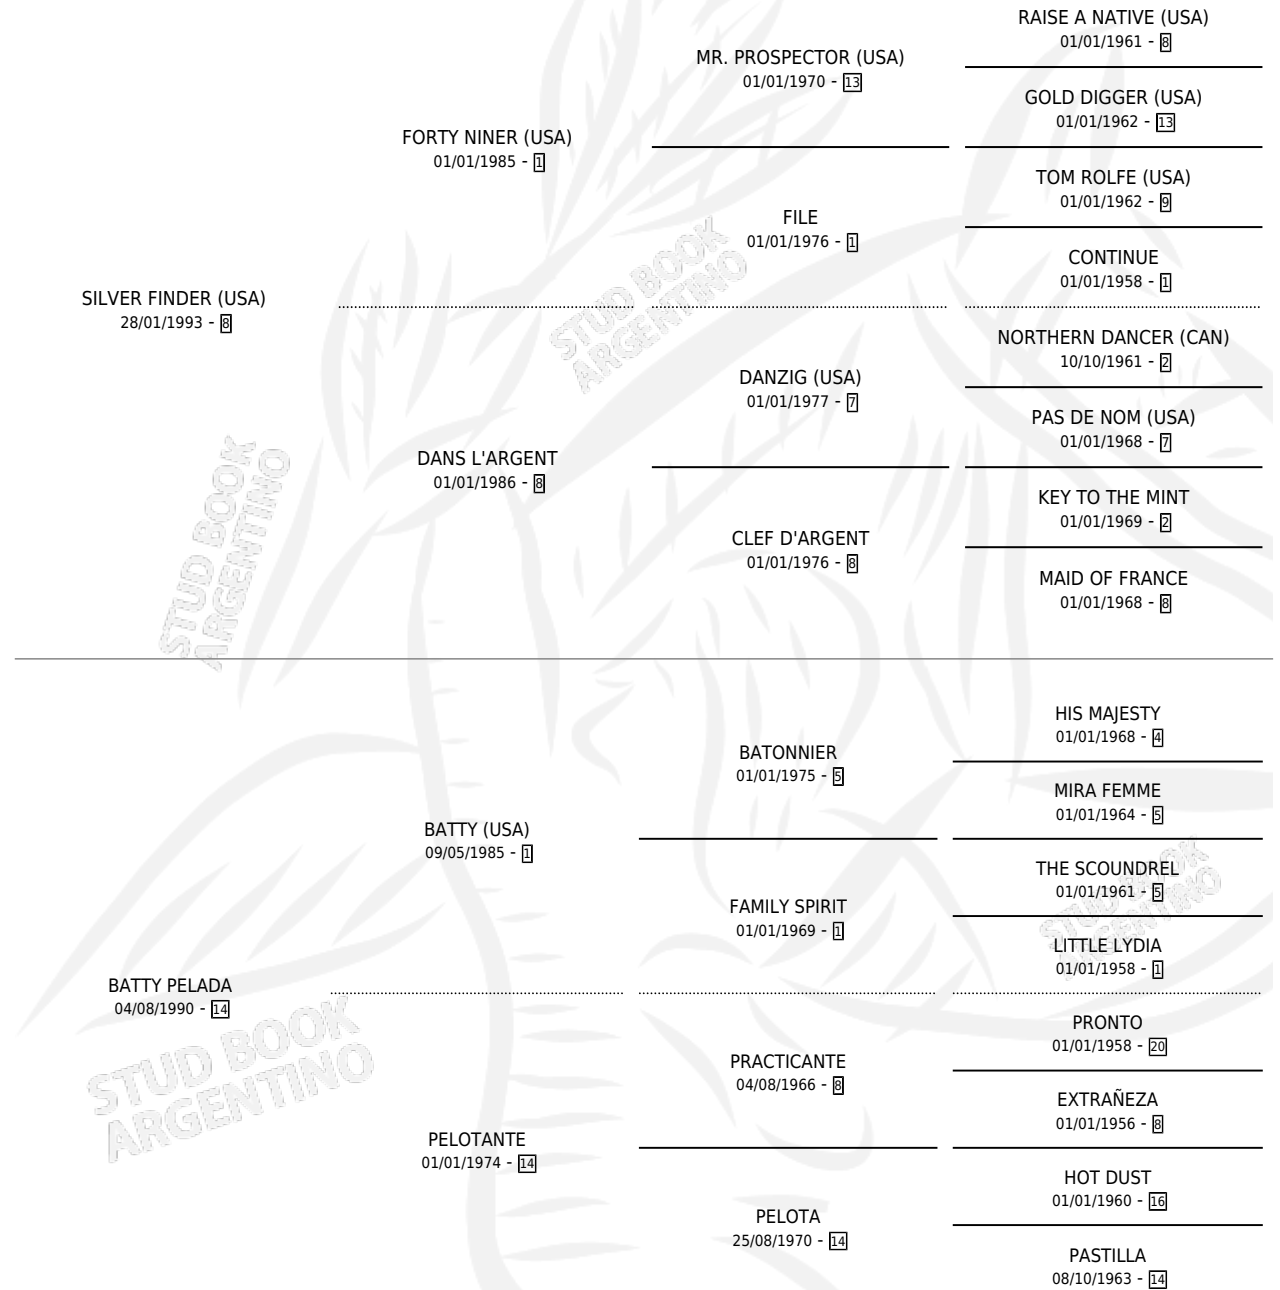 RAISE A NATIVE (USA)
01/01/1961 - 8
MR. PROSPECTOR (USA)
01/01/1970 - 13
GOLD DIGGER (USA)
01/01/1962 - 13
FORTY NINER (USA)
01/01/1985 - 1
TOM ROLFE (USA)
01/01/1962 - 9
FILE
01/01/1976 - 1
CONTINUE
01/01/1958 - 1
SILVER FINDER (USA)
28/01/1993 - 8
NORTHERN DANCER (CAN)
10/10/1961 - 2
DANZIG (USA)
01/01/1977 - 7
PAS DE NOM (USA)
01/01/1968 - 7
DANS L'ARGENT
01/01/1986 - 8
KEY TO THE MINT
01/01/1969 - 2
CLEF D'ARGENT
01/01/1976 - 8
MAID OF FRANCE
01/01/1968 - 8
HIS MAJESTY
01/01/1968 - 4
BATONNIER
01/01/1975 - 5
MIRA FEMME
01/01/1964 - 5
BATTY (USA)
09/05/1985 - 1
THE SCOUNDREL
01/01/1961 - 5
FAMILY SPIRIT
01/01/1969 - 1
LITTLE LYDIA
01/01/1958 - 1
BATTY PELADA
04/08/1990 - 14
PRONTO
01/01/1958 - 20
PRACTICANTE
04/08/1966 - 8
EXTRAÑEZA
01/01/1956 - 8
PELOTANTE
01/01/1974 - 14
HOT DUST
01/01/1960 - 16
PELOTA
25/08/1970 - 14
PASTILLA
08/10/1963 - 14
STUD BOOK
ARGENTINO
STUD BOOK
ARGENTINO
STUD BOOK
ARGENTINO
STUD BOOK
ARGENTINO